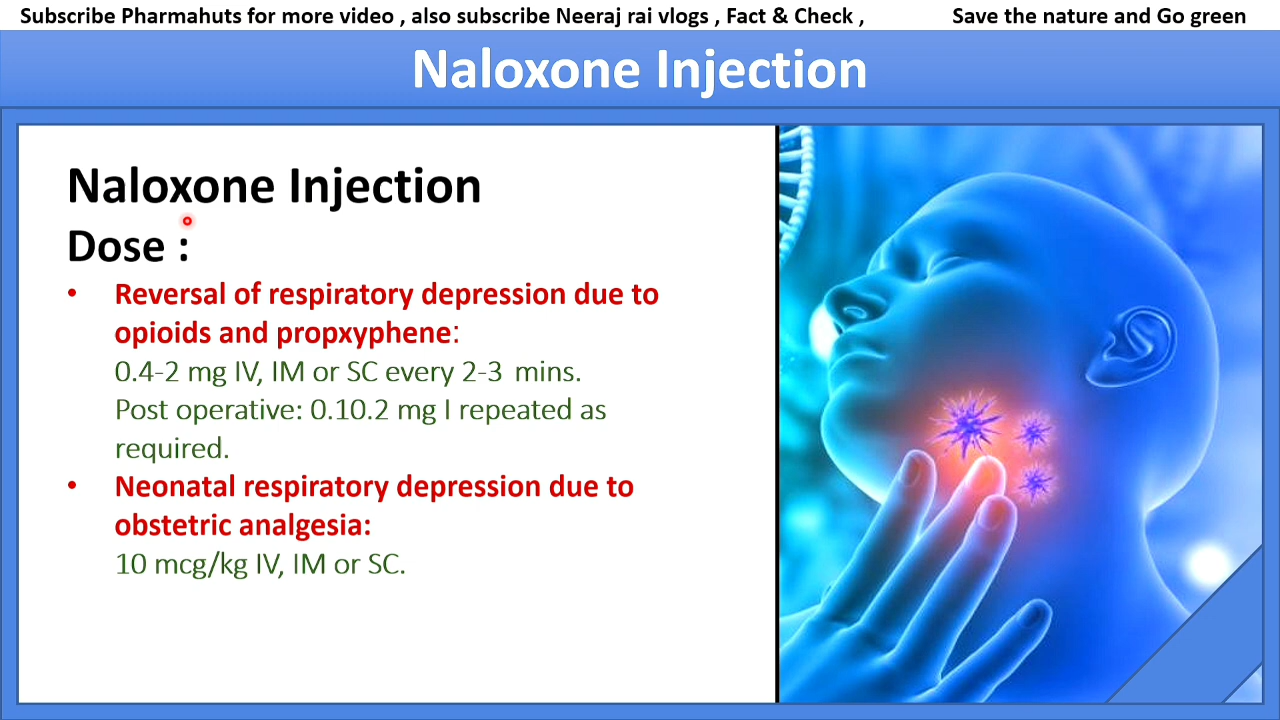 Subscribe Pharmahuts for more video , also subscribe Neeraj rai vlogs , Fact & Check , Save the nature and Go green
Naloxone Injection
Naloxone Injection
Dose :
• Reversal of respiratory depression due to
opioids and propxyphene:
0.4-2 mg IV, IM or SC every 2-3 mins.
Post operative: 0.10.2 mg I repeated as
required.
• Neonatal respiratory depression due to
obstetric analgesia:
10 mcg/kg IV, IM or SC.